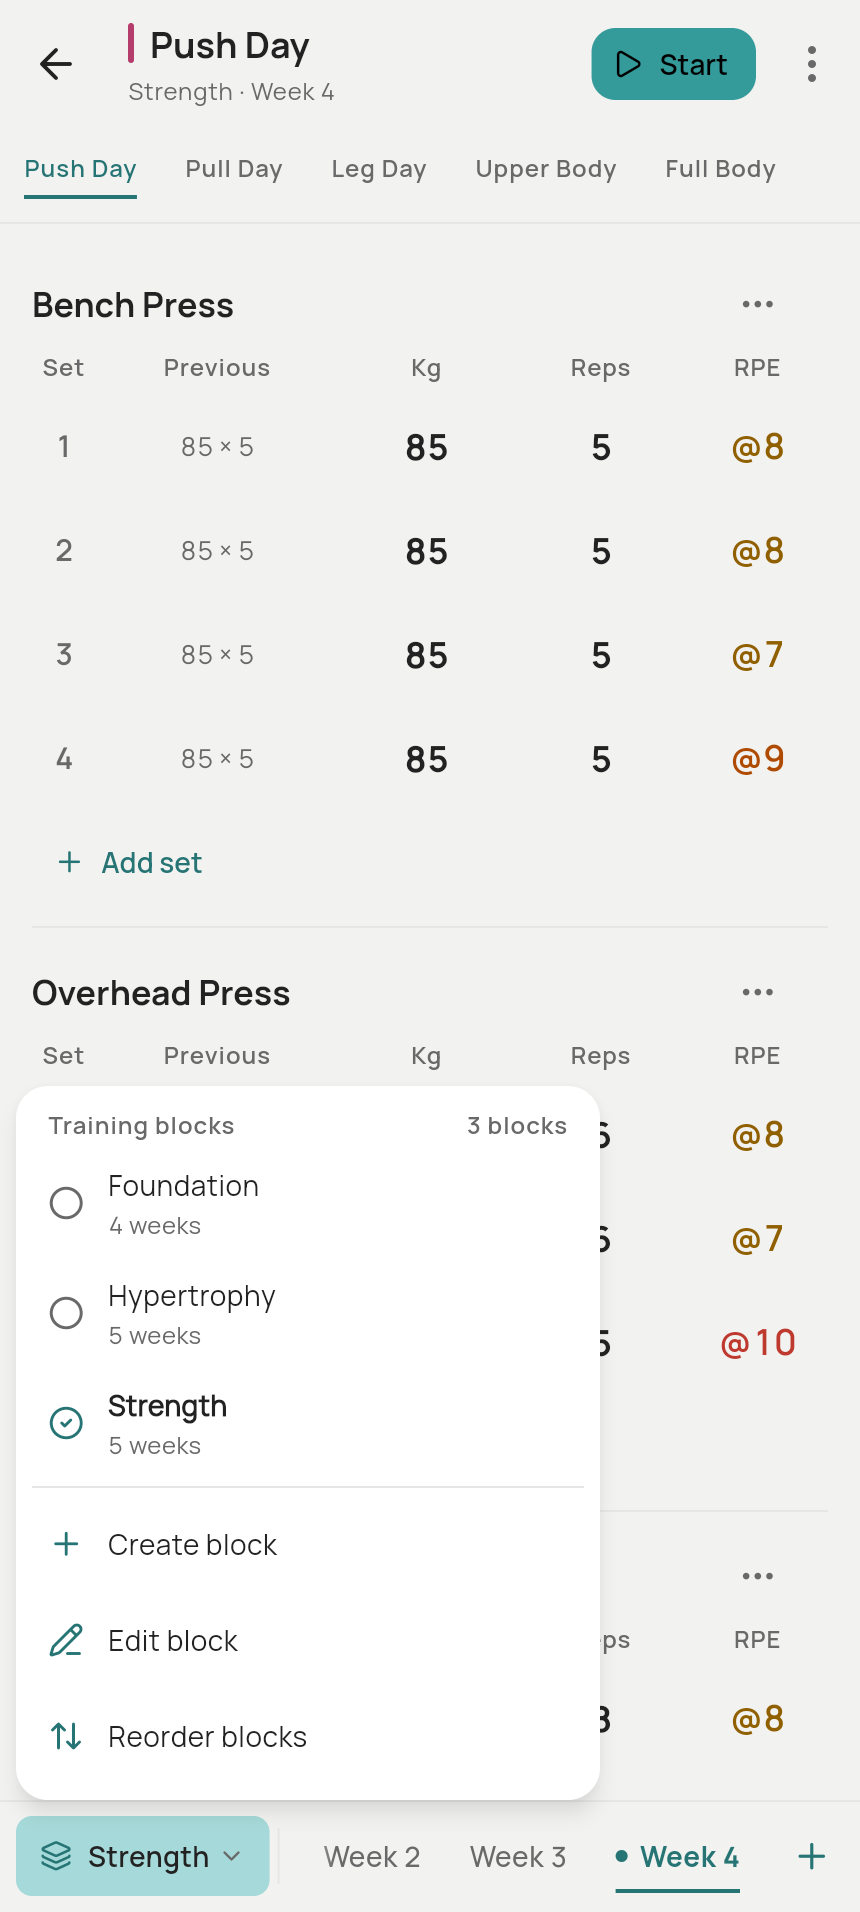 Push Day
Strength · Week 4
Start
Push Day Pull Day Leg Day Upper Body Full Body
Bench Press
Set Previous Kg Reps RPE
1 85 × 5 85 5 @8
2 85 × 5 85 5 @8
3 85 × 5 85 5 @7
4 85 × 5 85 5 @9
Add set
Overhead Press
Set Previous Kg Reps RPE
@8
@7
@10
Training blocks 3 blocks
Foundation
4 weeks
Hypertrophy
5 weeks
Strength
5 weeks
Create block
Edit block
Reorder blocks
RPE
@8
Strength Week 2 Week 3 Week 4